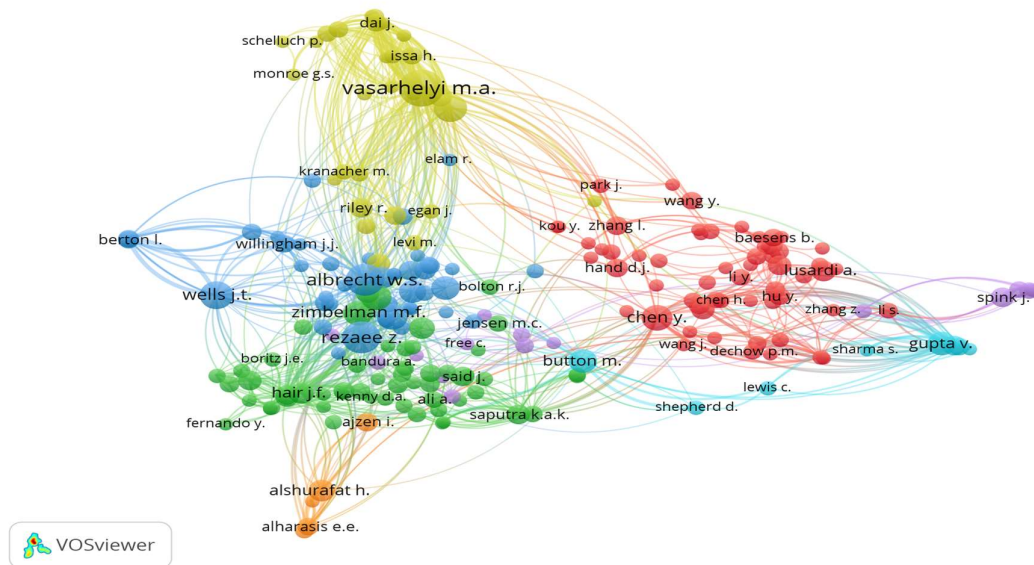 dai j.
schelluch p.
issa h.
monroe g.s.
vasarhelyi m.a.
elam r.
kranacher m.
park j.
wang y.
riley r.
egan j.
kou y.
zhang l.
berton l.
willingham j.j.
levi m.
baesens b.
hand d.j.
lusardi a.
albrecht w.s.
bolton r.j.
li y.
wells j.t.
chen h.
hu y.
spink j.
zimbelman m.f.
zhang z.
li s.
jensen m.c.
chen y.
rezaee z.
free c.
wang j.
dechow p.m.
sharma s.
gupta v.
boritz j.e.
bandura a.
button m.
said j.
lewis c.
hair j.f.
kenny d.a.
ali a.
shepherd d.
fernando y.
ajzen i.
saputra k.a.k.
alshurafat h.
alharasis e.e.
VOSviewer